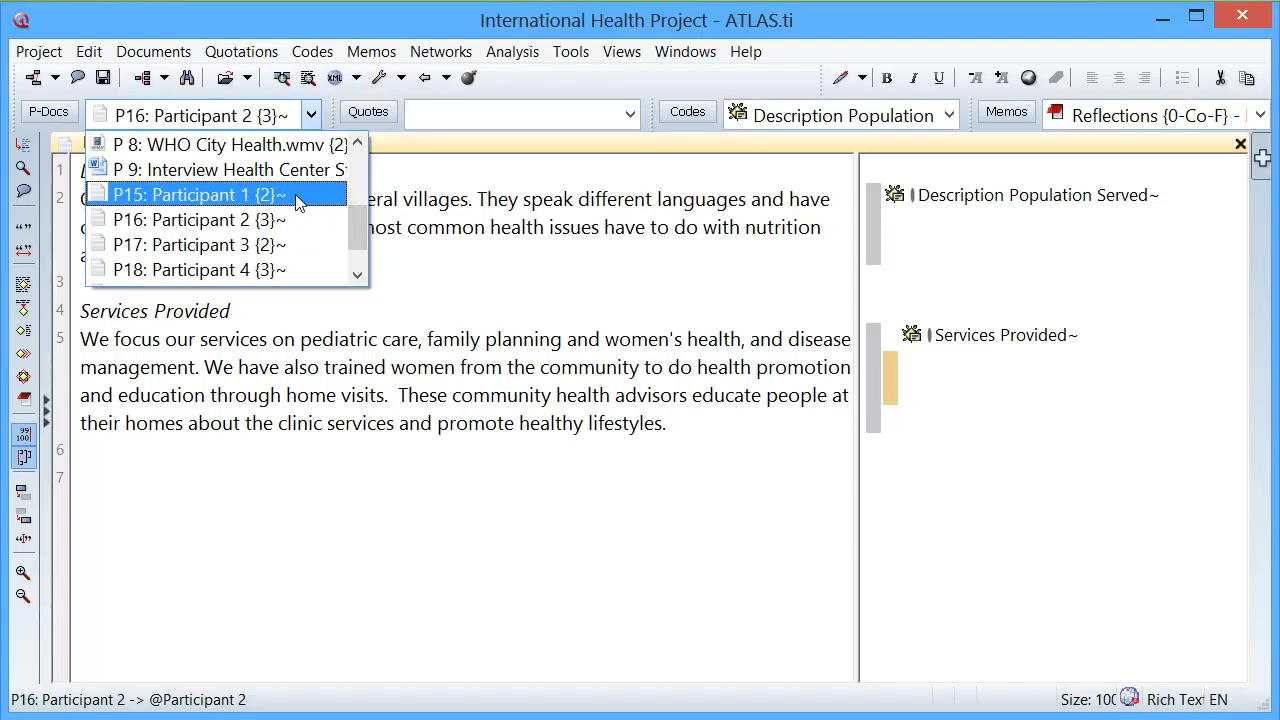 International Health Project - ATLAS.ti
Project Edit Documents Quotations Codes Memos Networks Analysis Tools Views Windows Help
XML B I U
P-Docs P16: Participant 2 {3}~ Quotes Codes Description Population Memos Reflections {0-Co-F} -
P 8: WHO City Health.wmv {2}
P 9: Interview Health Center S
P15: Participant 1 {2}~
P16: Participant 2 {3}~
P17: Participant 3 {2}~
P18: Participant 4 {3}~
1
2 eral villages. They speak different languages and have
most common health issues have to do with nutrition
3
4 Services Provided
5 We focus our services on pediatric care, family planning and women's health, and disease
management. We have also trained women from the community to do health promotion
and education through home visits. These community health advisors educate people at
their homes about the clinic services and promote healthy lifestyles.
6
7
Description Population Served~
Services Provided~
99
100
P16: Participant 2 -> @Participant 2 Size: 100 Rich Text EN